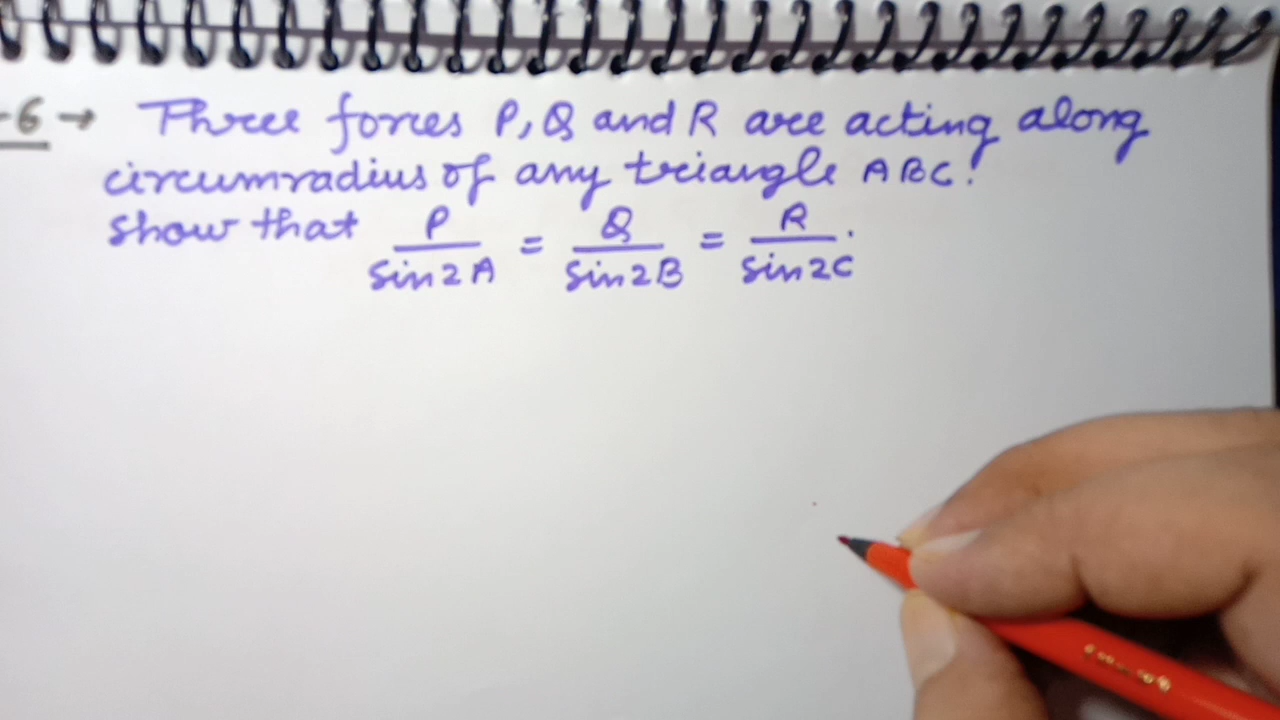 -6 → Three forces P, Q and R are acting along
circumradius of any triangle ABC.
Show that P/sin2A = Q/sin2B = R/sin2C.